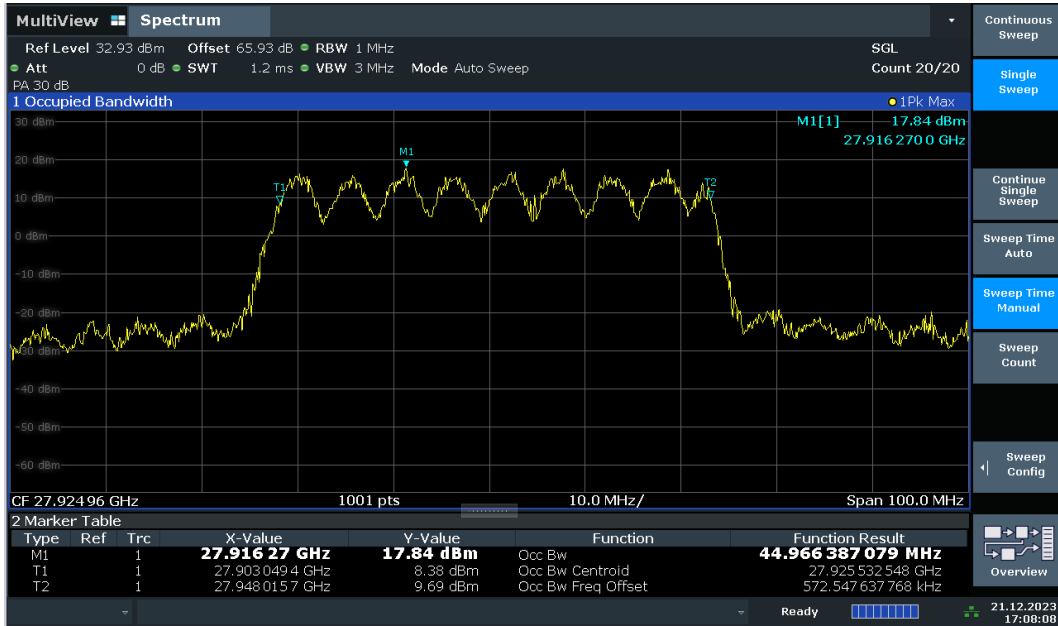 MultiView Spectrum
Ref Level 32.93 dBm Offset 65.93 dB RBW 1 MHz SGL
Att 0 dB SWT 1.2 ms VBW 3 MHz Mode Auto Sweep Count 20/20
PA 30 dB
1 Occupied Bandwidth 1Pk Max
30 dBm
M1[1] 17.84 dBm
27.9162700 GHz
20 dBm
M1
T1
T2
10 dBm
0 dBm
-10 dBm
-20 dBm
-30 dBm
-40 dBm
-50 dBm
-60 dBm
CF 27.92496 GHz 1001 pts 10.0 MHz/ Span 100.0 MHz
2 Marker Table
Type Ref Trc X-Value Y-Value Function Function Result
M1 1 27.916 27 GHz 17.84 dBm Occ Bw 44.966 387 079 MHz
T1 1 27.903 049 4 GHz 8.38 dBm Occ Bw Centroid 27.925 532 548 GHz
T2 1 27.948 015 7 GHz 9.69 dBm Occ Bw Freq Offset 572.547 637 768 kHz
Ready
21.12.2023
17:08:08
Continuous
Sweep
Single
Sweep
Continue
Single
Sweep
Sweep Time
Auto
Sweep Time
Manual
Sweep
Count
Sweep
Config
Overview